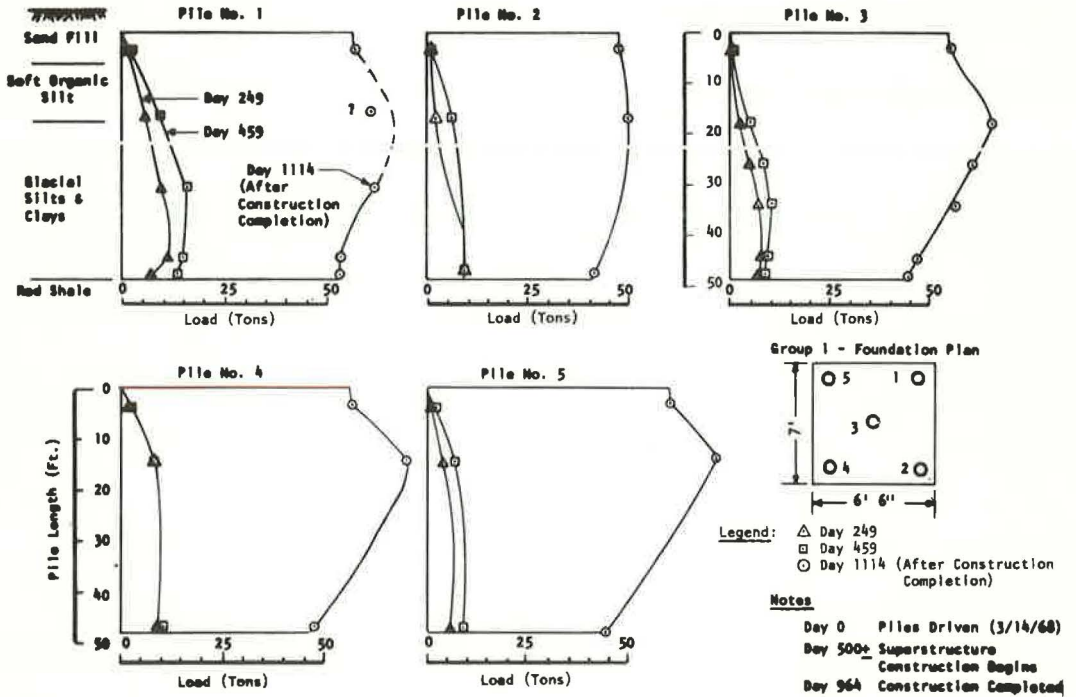 Pile No. 1
Pile No. 2
Pile No. 3
Sand Fill
Soft Organic
Silt
Glacial
Silts &
Clays
Red Shale
Day 249
Day 459
?
Day 1114
(After
Construction
Completion)
0
10
20
30
40
50
0 25 50
Load (Tons)
0 25 50
Load (Tons)
0 25 50
Load (Tons)
Pile No. 4
Pile No. 5
Pile Length (Ft.)
0
10
20
30
40
50
0 25 50
Load (Tons)
0 25 50
Load (Tons)
Group 1 - Foundation Plan
5 1
3
4 2
7'
6' 6"
Legend:
Day 249
Day 459
Day 1114 (After Construction
Completion)
Notes
Day 0 Piles Driven (3/14/68)
Day 500± Superstructure
Construction Begins
Day 964 Construction Completed